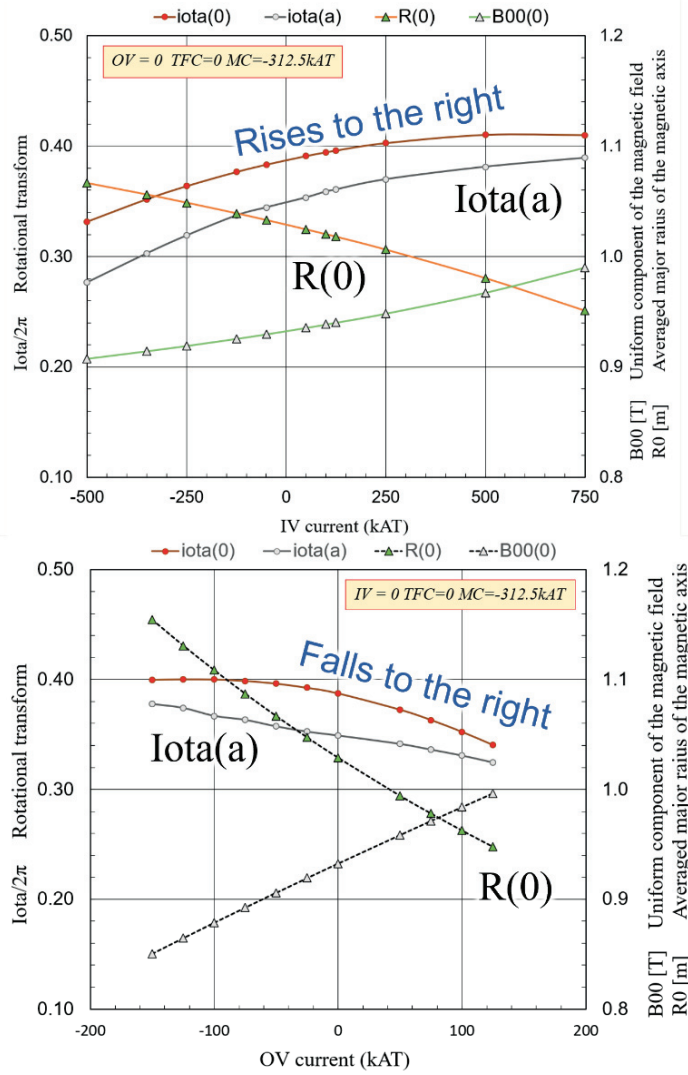 iota(0) iota(a) R(0) B00(0)
0.50 1.2
OV = 0 TFC=0 MC=-312.5kAT
Rises to the right
0.40 1.1
Iota(a)
0.30 1.0
R(0)
0.20 0.9
0.10 0.8
-500 -250 0 250 500 750
IV current (kAT)
Iota/2π Rotational transform
B00 [T] Uniform component of the magnetic field
R0 [m] Averaged major raius of the magnetic axis
iota(0) iota(a) R(0) B00(0)
0.50 1.2
IV = 0 TFC=0 MC=-312.5kAT
Falls to the right
0.40 1.1
Iota(a)
0.30 1.0
R(0)
0.20 0.9
0.10 0.8
-200 -100 0 100 200
OV current (kAT)
Iota/2π Rotational transform
B00 [T] Uniform component of the magnetic field
R0 [m] Averaged major raius of the magnetic axis